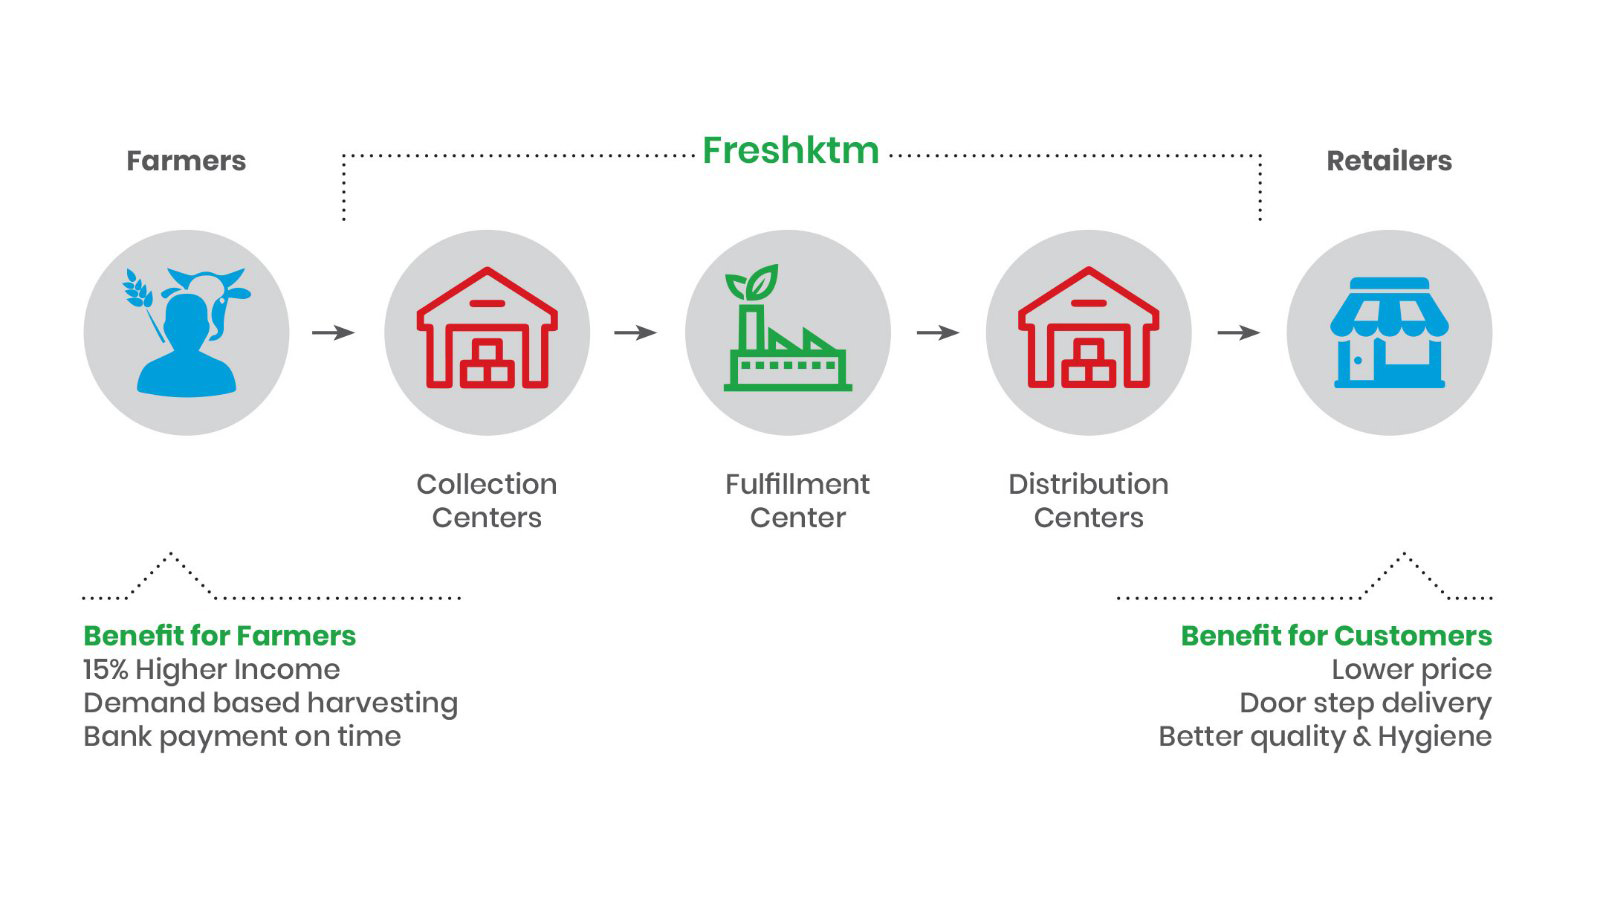 Farmers
Freshktm
Retailers
Collection
Centers
Fulfillment
Center
Distribution
Centers
Benefit for Farmers
15% Higher Income
Demand based harvesting
Bank payment on time
Benefit for Customers
Lower price
Door step delivery
Better quality & Hygiene